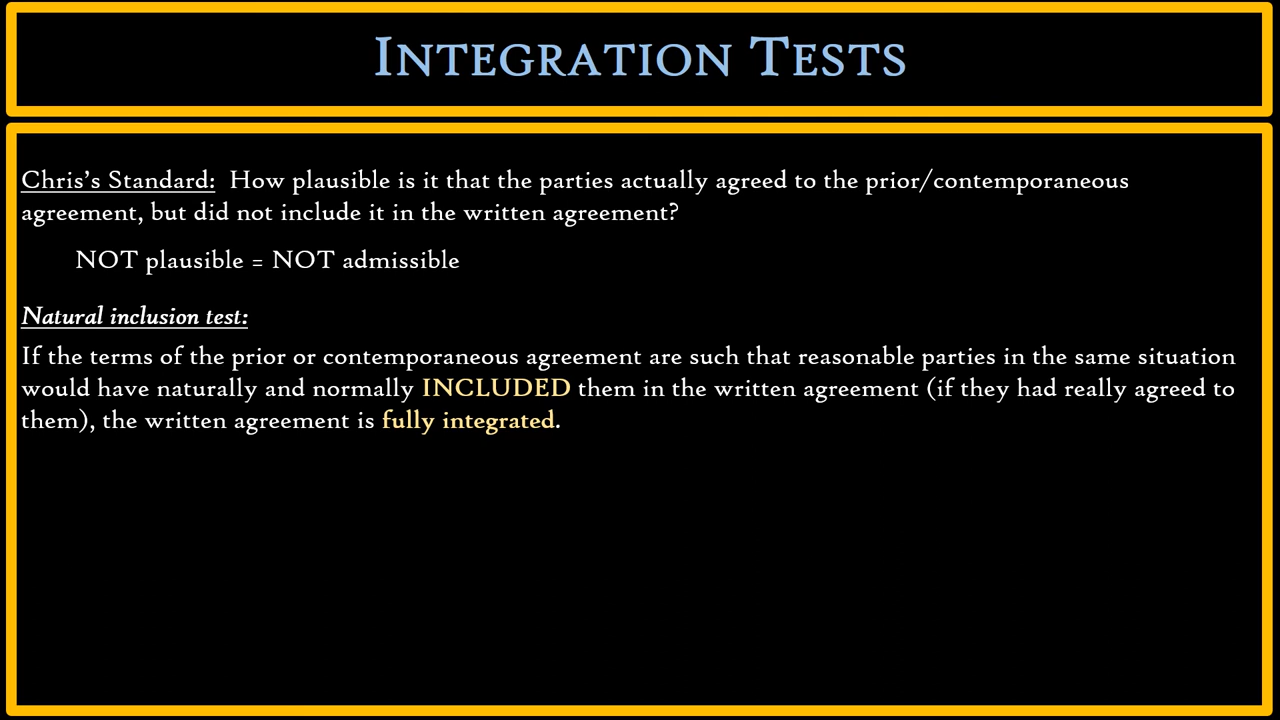 INTEGRATION TESTS
Chris's Standard: How plausible is it that the parties actually agreed to the prior/contemporaneous
agreement, but did not include it in the written agreement?
NOT plausible = NOT admissible
Natural inclusion test:
If the terms of the prior or contemporaneous agreement are such that reasonable parties in the same situation
would have naturally and normally INCLUDED them in the written agreement (if they had really agreed to
them), the written agreement is fully integrated.